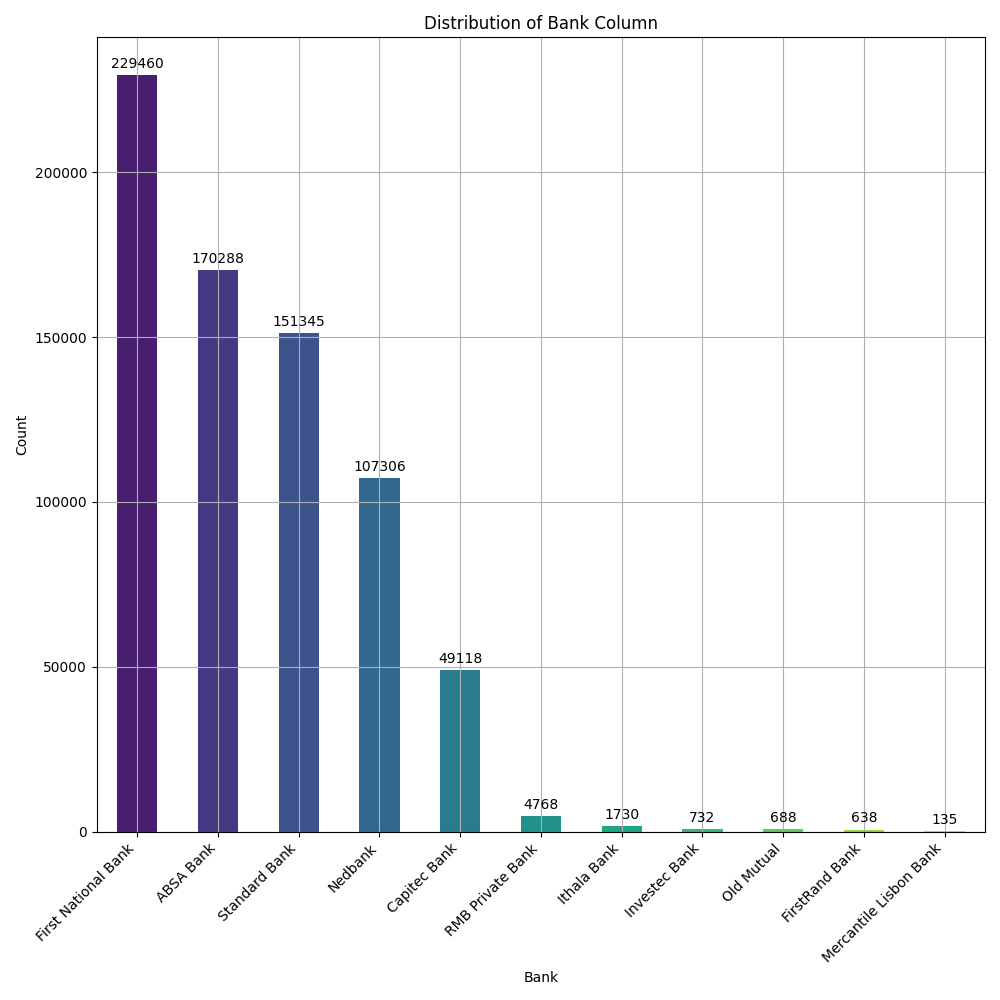 Distribution of Bank Column
229460
170288
151345
107306
49118
4768
1730
732
688
638
135
200000
150000
100000
50000
0
Count
First National Bank
ABSA Bank
Standard Bank
Nedbank
Capitec Bank
RMB Private Bank
Ithala Bank
Investec Bank
Old Mutual
FirstRand Bank
Mercantile Lisbon Bank
Bank